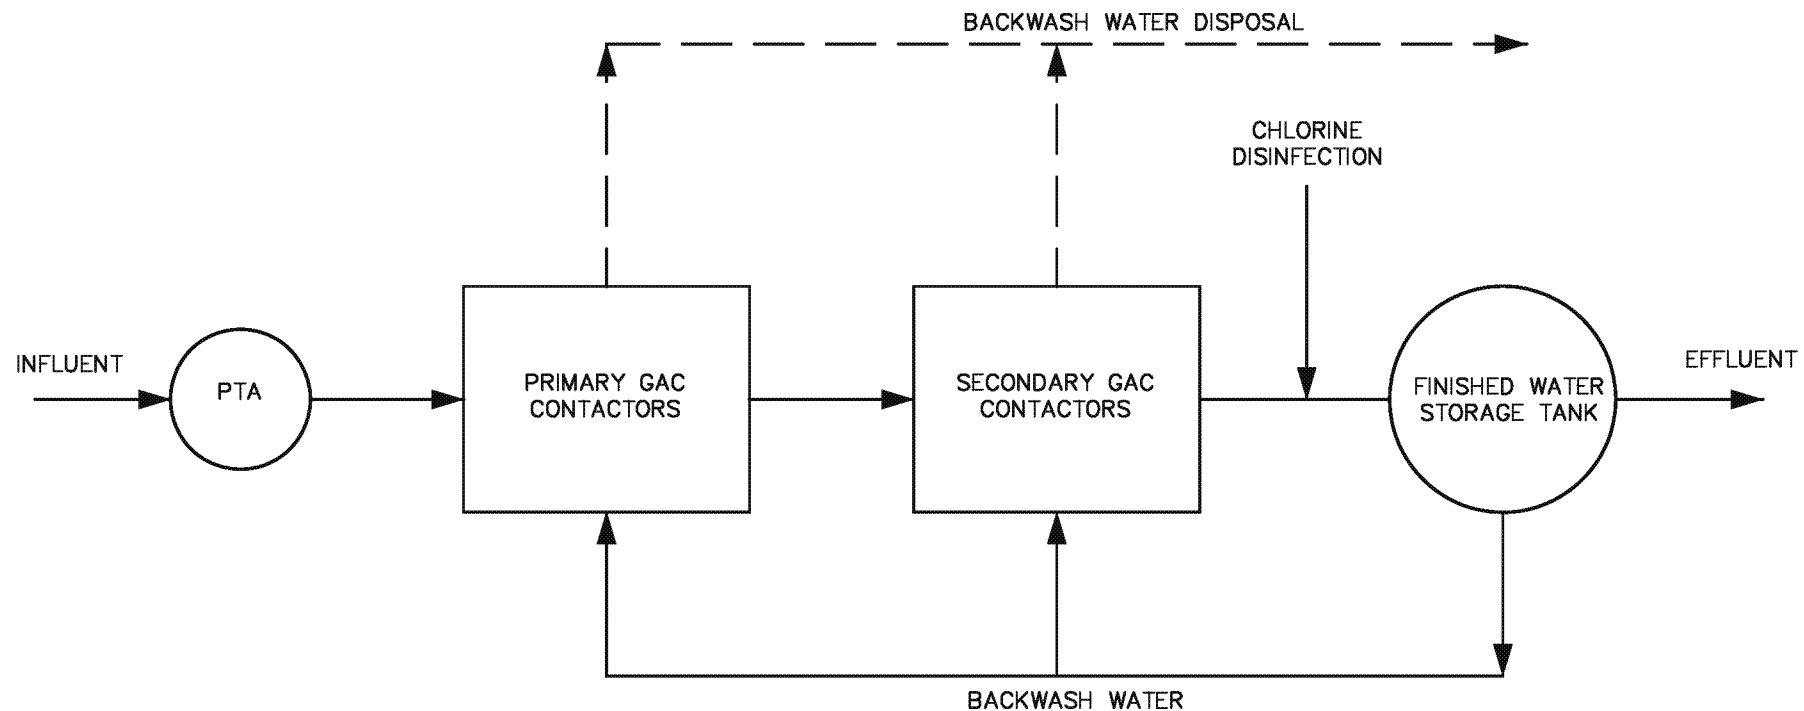 BACKWASH WATER DISPOSAL
CHLORINE
DISINFECTION
INFLUENT
PTA
PRIMARY GAC
CONTACTORS
SECONDARY GAC
CONTACTORS
FINISHED WATER
STORAGE TANK
EFFLUENT
BACKWASH WATER